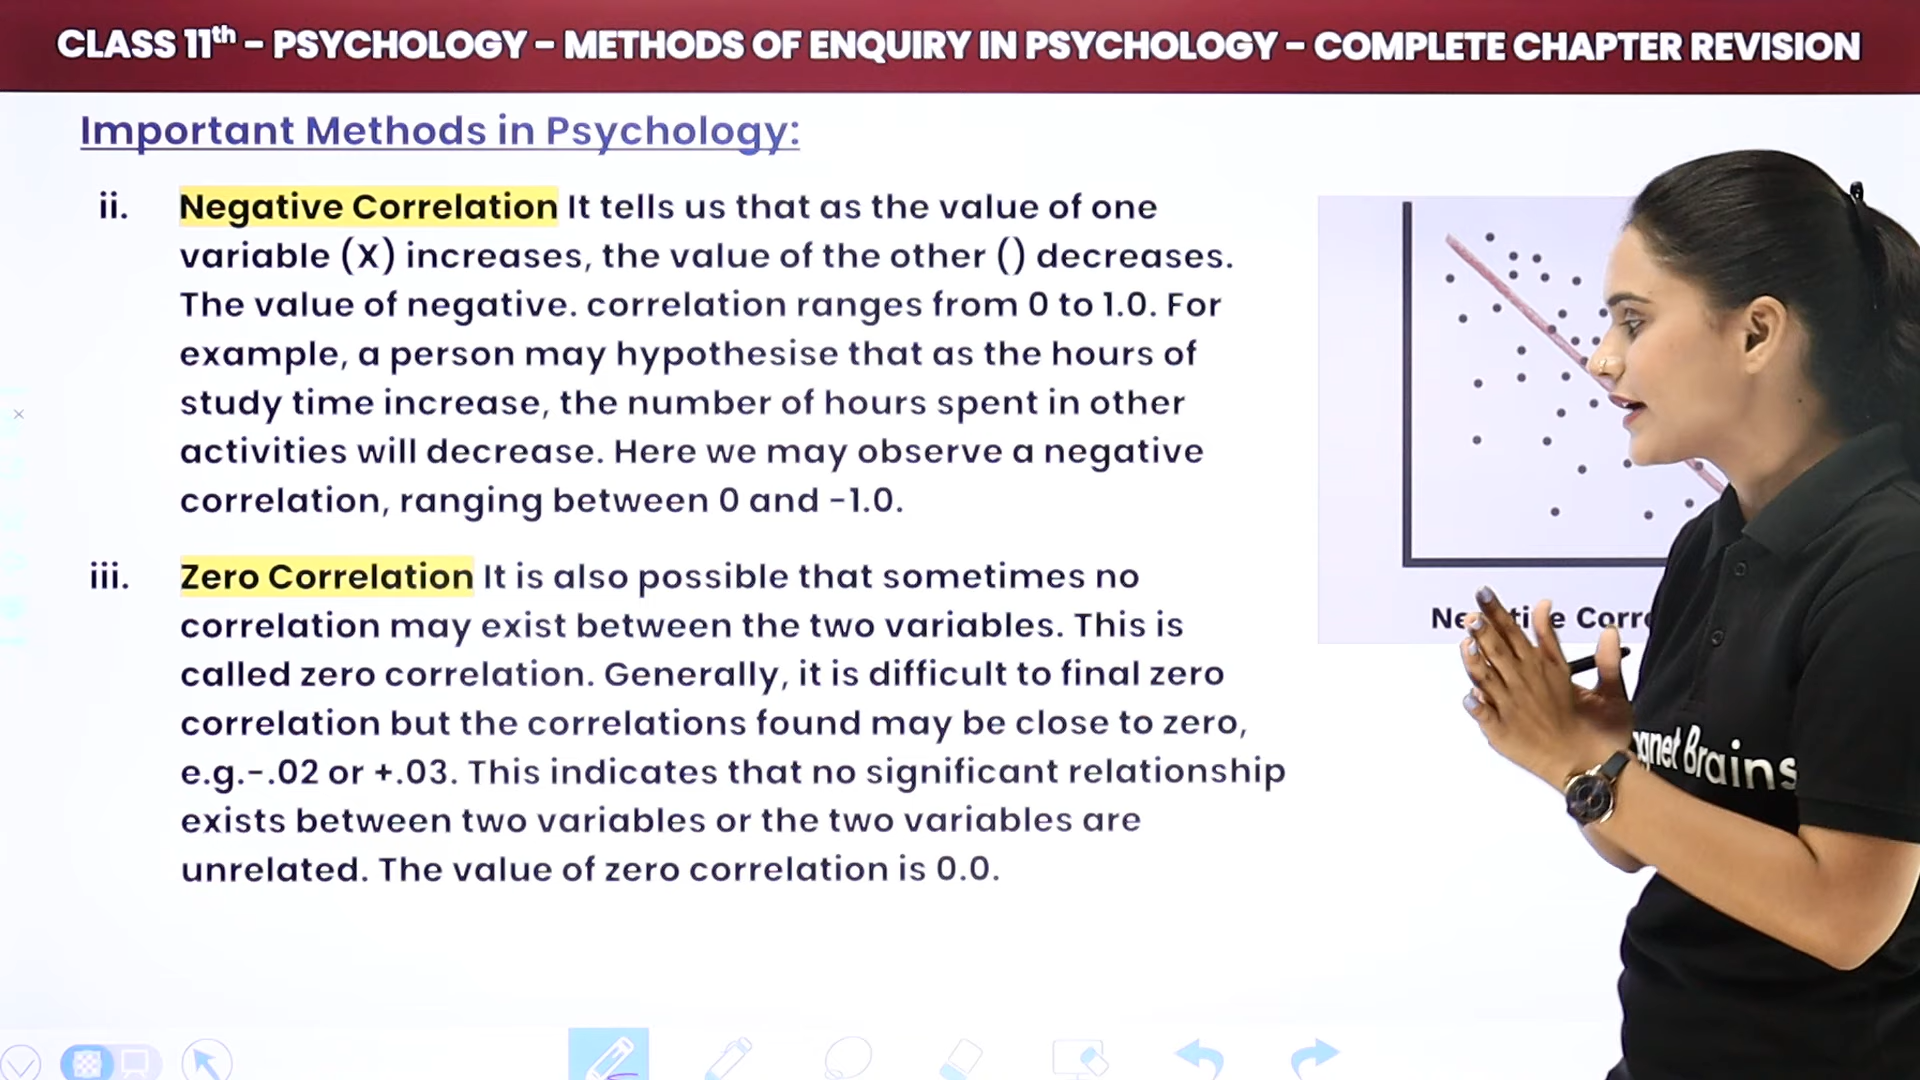 CLASS 11th – PSYCHOLOGY – METHODS OF ENQUIRY IN PSYCHOLOGY – COMPLETE CHAPTER REVISION
Important Methods in Psychology:
ii. Negative Correlation It tells us that as the value of one
variable (X) increases, the value of the other () decreases.
The value of negative. correlation ranges from 0 to 1.0. For
example, a person may hypothesise that as the hours of
study time increase, the number of hours spent in other
activities will decrease. Here we may observe a negative
correlation, ranging between 0 and -1.0.
iii. Zero Correlation It is also possible that sometimes no
correlation may exist between the two variables. This is
called zero correlation. Generally, it is difficult to final zero
correlation but the correlations found may be close to zero,
e.g.-.02 or +.03. This indicates that no significant relationship
exists between two variables or the two variables are
unrelated. The value of zero correlation is 0.0.
Brains